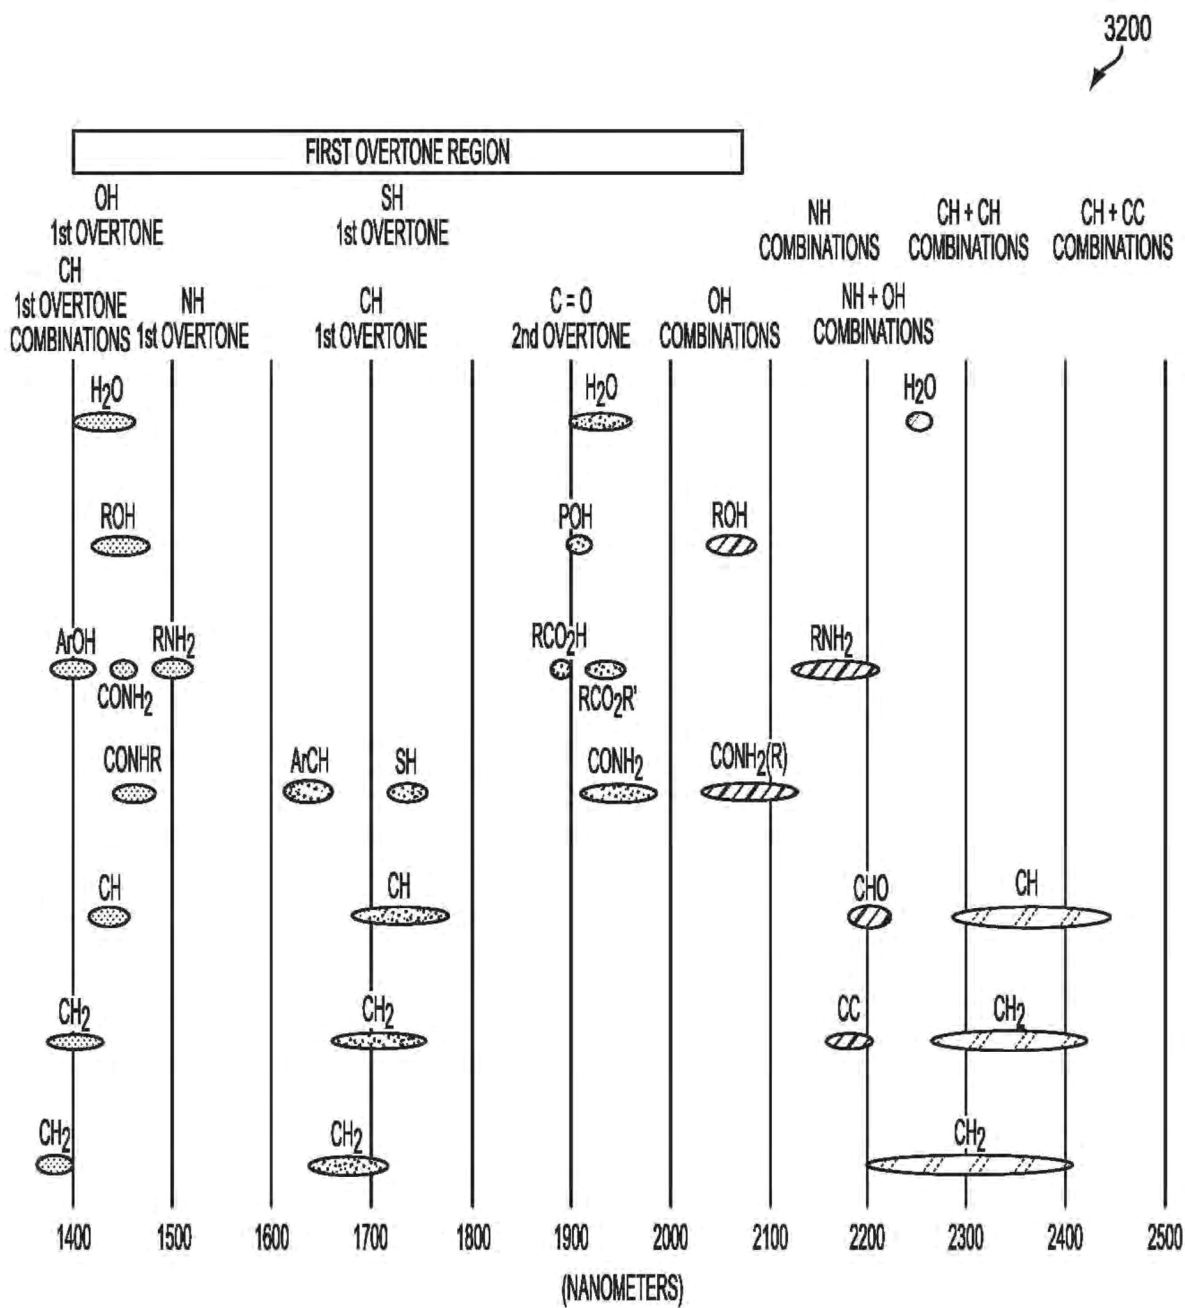 3200
FIRST OVERTONE REGION
OH
1st OVERTONE
SH
1st OVERTONE
NH
COMBINATIONS
CH + CH
COMBINATIONS
CH + CC
COMBINATIONS
CH
1st OVERTONE
COMBINATIONS
NH
1st OVERTONE
CH
1st OVERTONE
C = O
2nd OVERTONE
OH
COMBINATIONS
NH + OH
COMBINATIONS
H2O H2O H2O
ROH POH ROH
ArOH RNH2 RCO2H RNH2
CONH2 RCO2R'
CONHR ArCH SH CONH2 CONH2(R)
CH CH CHO CH
CH2 CH2 CC CH2
CH2 CH2 CH2
1400 1500 1600 1700 1800 1900 2000 2100 2200 2300 2400 2500
(NANOMETERS)